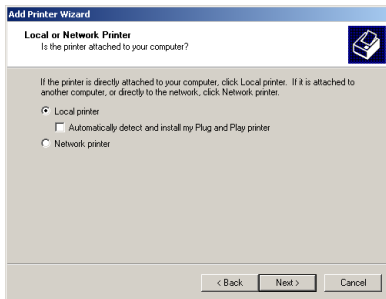 Add Printer Wizard
Local or Network Printer
Is the printer attached to your computer?
If the printer is directly attached to your computer, click Local printer. If it is attached to
another computer, or directly to the network, click Network printer.
Local printer
Automatically detect and install my Plug and Play printer
Network printer
< Back
Next >
Cancel